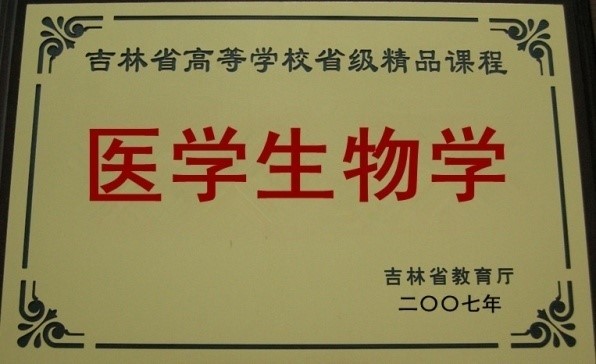 吉林省高等学校省级精品课程
医学生物学
吉林省教育厅
二〇〇七年